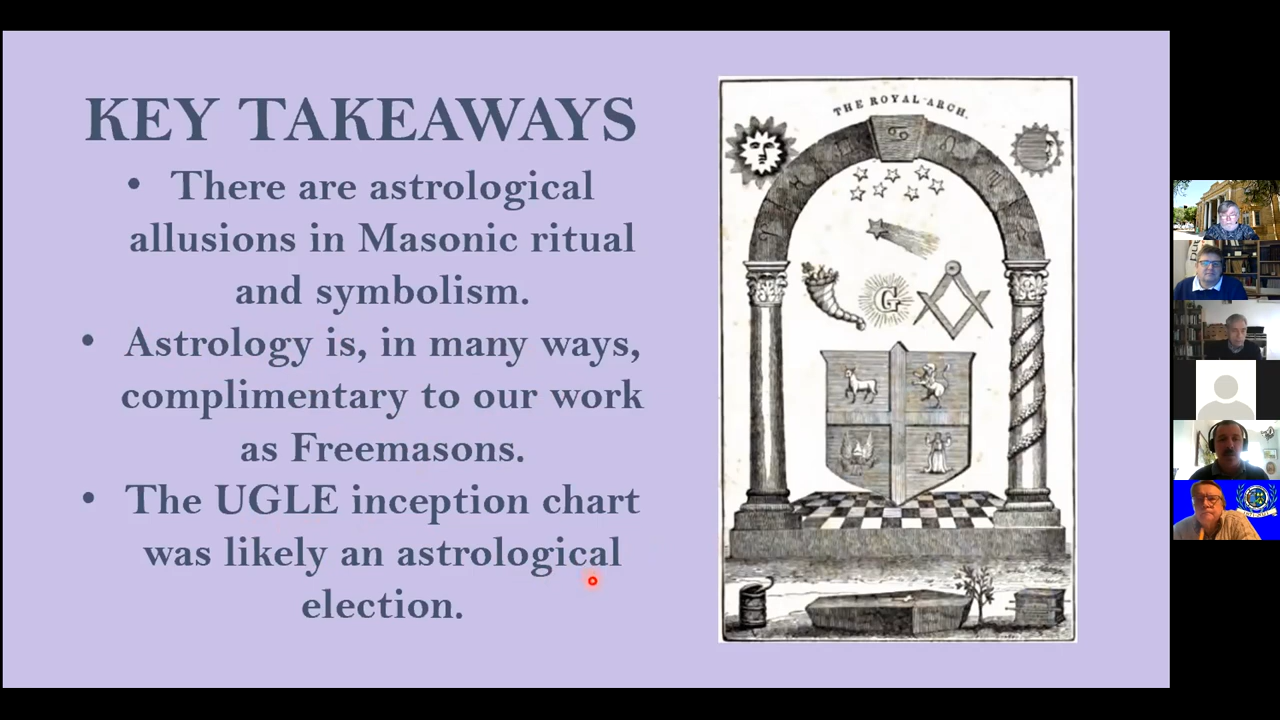 KEY TAKEAWAYS
• There are astrological
allusions in Masonic ritual
and symbolism.
• Astrology is, in many ways,
complimentary to our work
as Freemasons.
• The UGLE inception chart
was likely an astrological
election.
THE ROYAL ARCH.
G